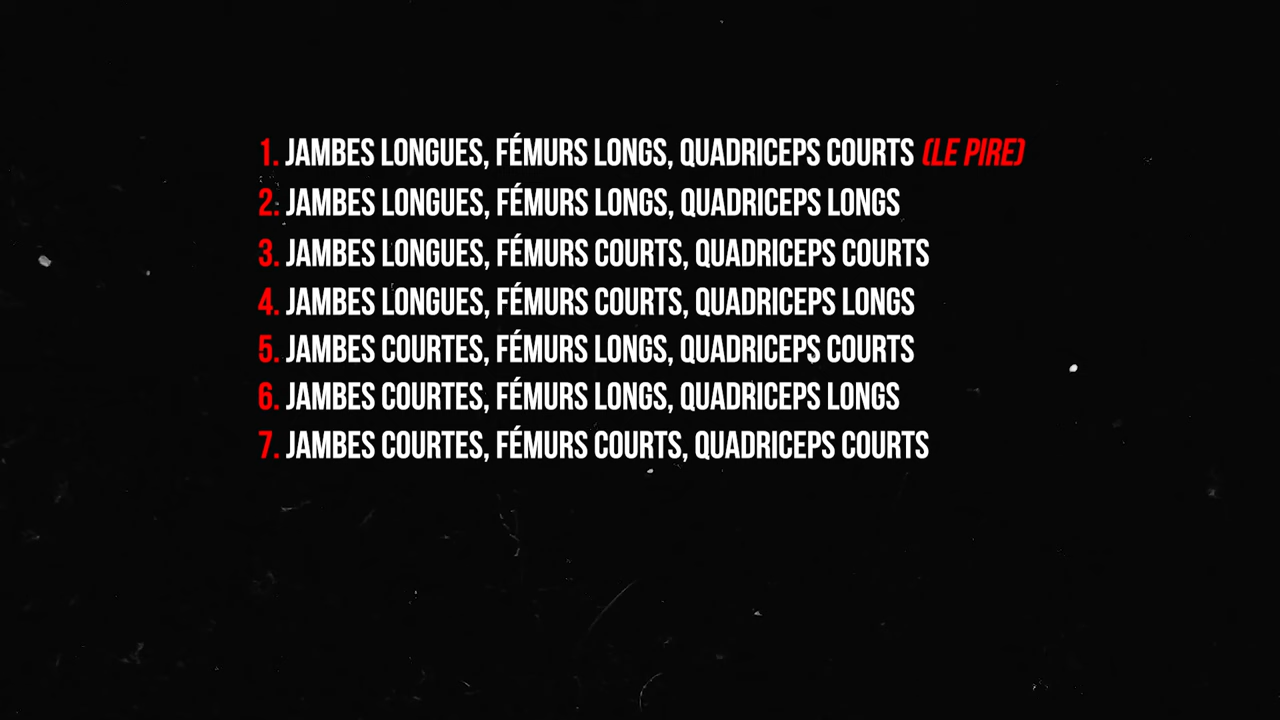 1. JAMBES LONGUES, FÉMURS LONGS, QUADRICEPS COURTS (LE PIRE)
2. JAMBES LONGUES, FÉMURS LONGS, QUADRICEPS LONGS
3. JAMBES LONGUES, FÉMURS COURTS, QUADRICEPS COURTS
4. JAMBES LONGUES, FÉMURS COURTS, QUADRICEPS LONGS
5. JAMBES COURTES, FÉMURS LONGS, QUADRICEPS COURTS
6. JAMBES COURTES, FÉMURS LONGS, QUADRICEPS LONGS
7. JAMBES COURTES, FÉMURS COURTS, QUADRICEPS COURTS